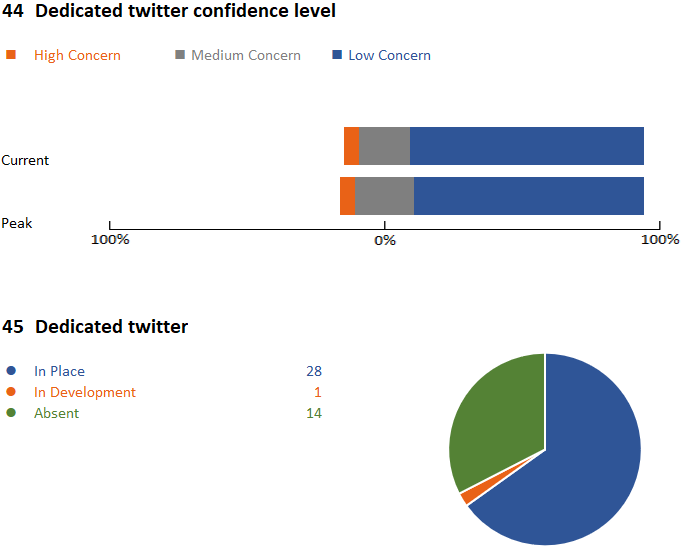 44 Dedicated twitter confidence level
High Concern Medium Concern Low Concern
Current
Peak
100% 0% 100%
45 Dedicated twitter
In Place 28
In Development 1
Absent 14